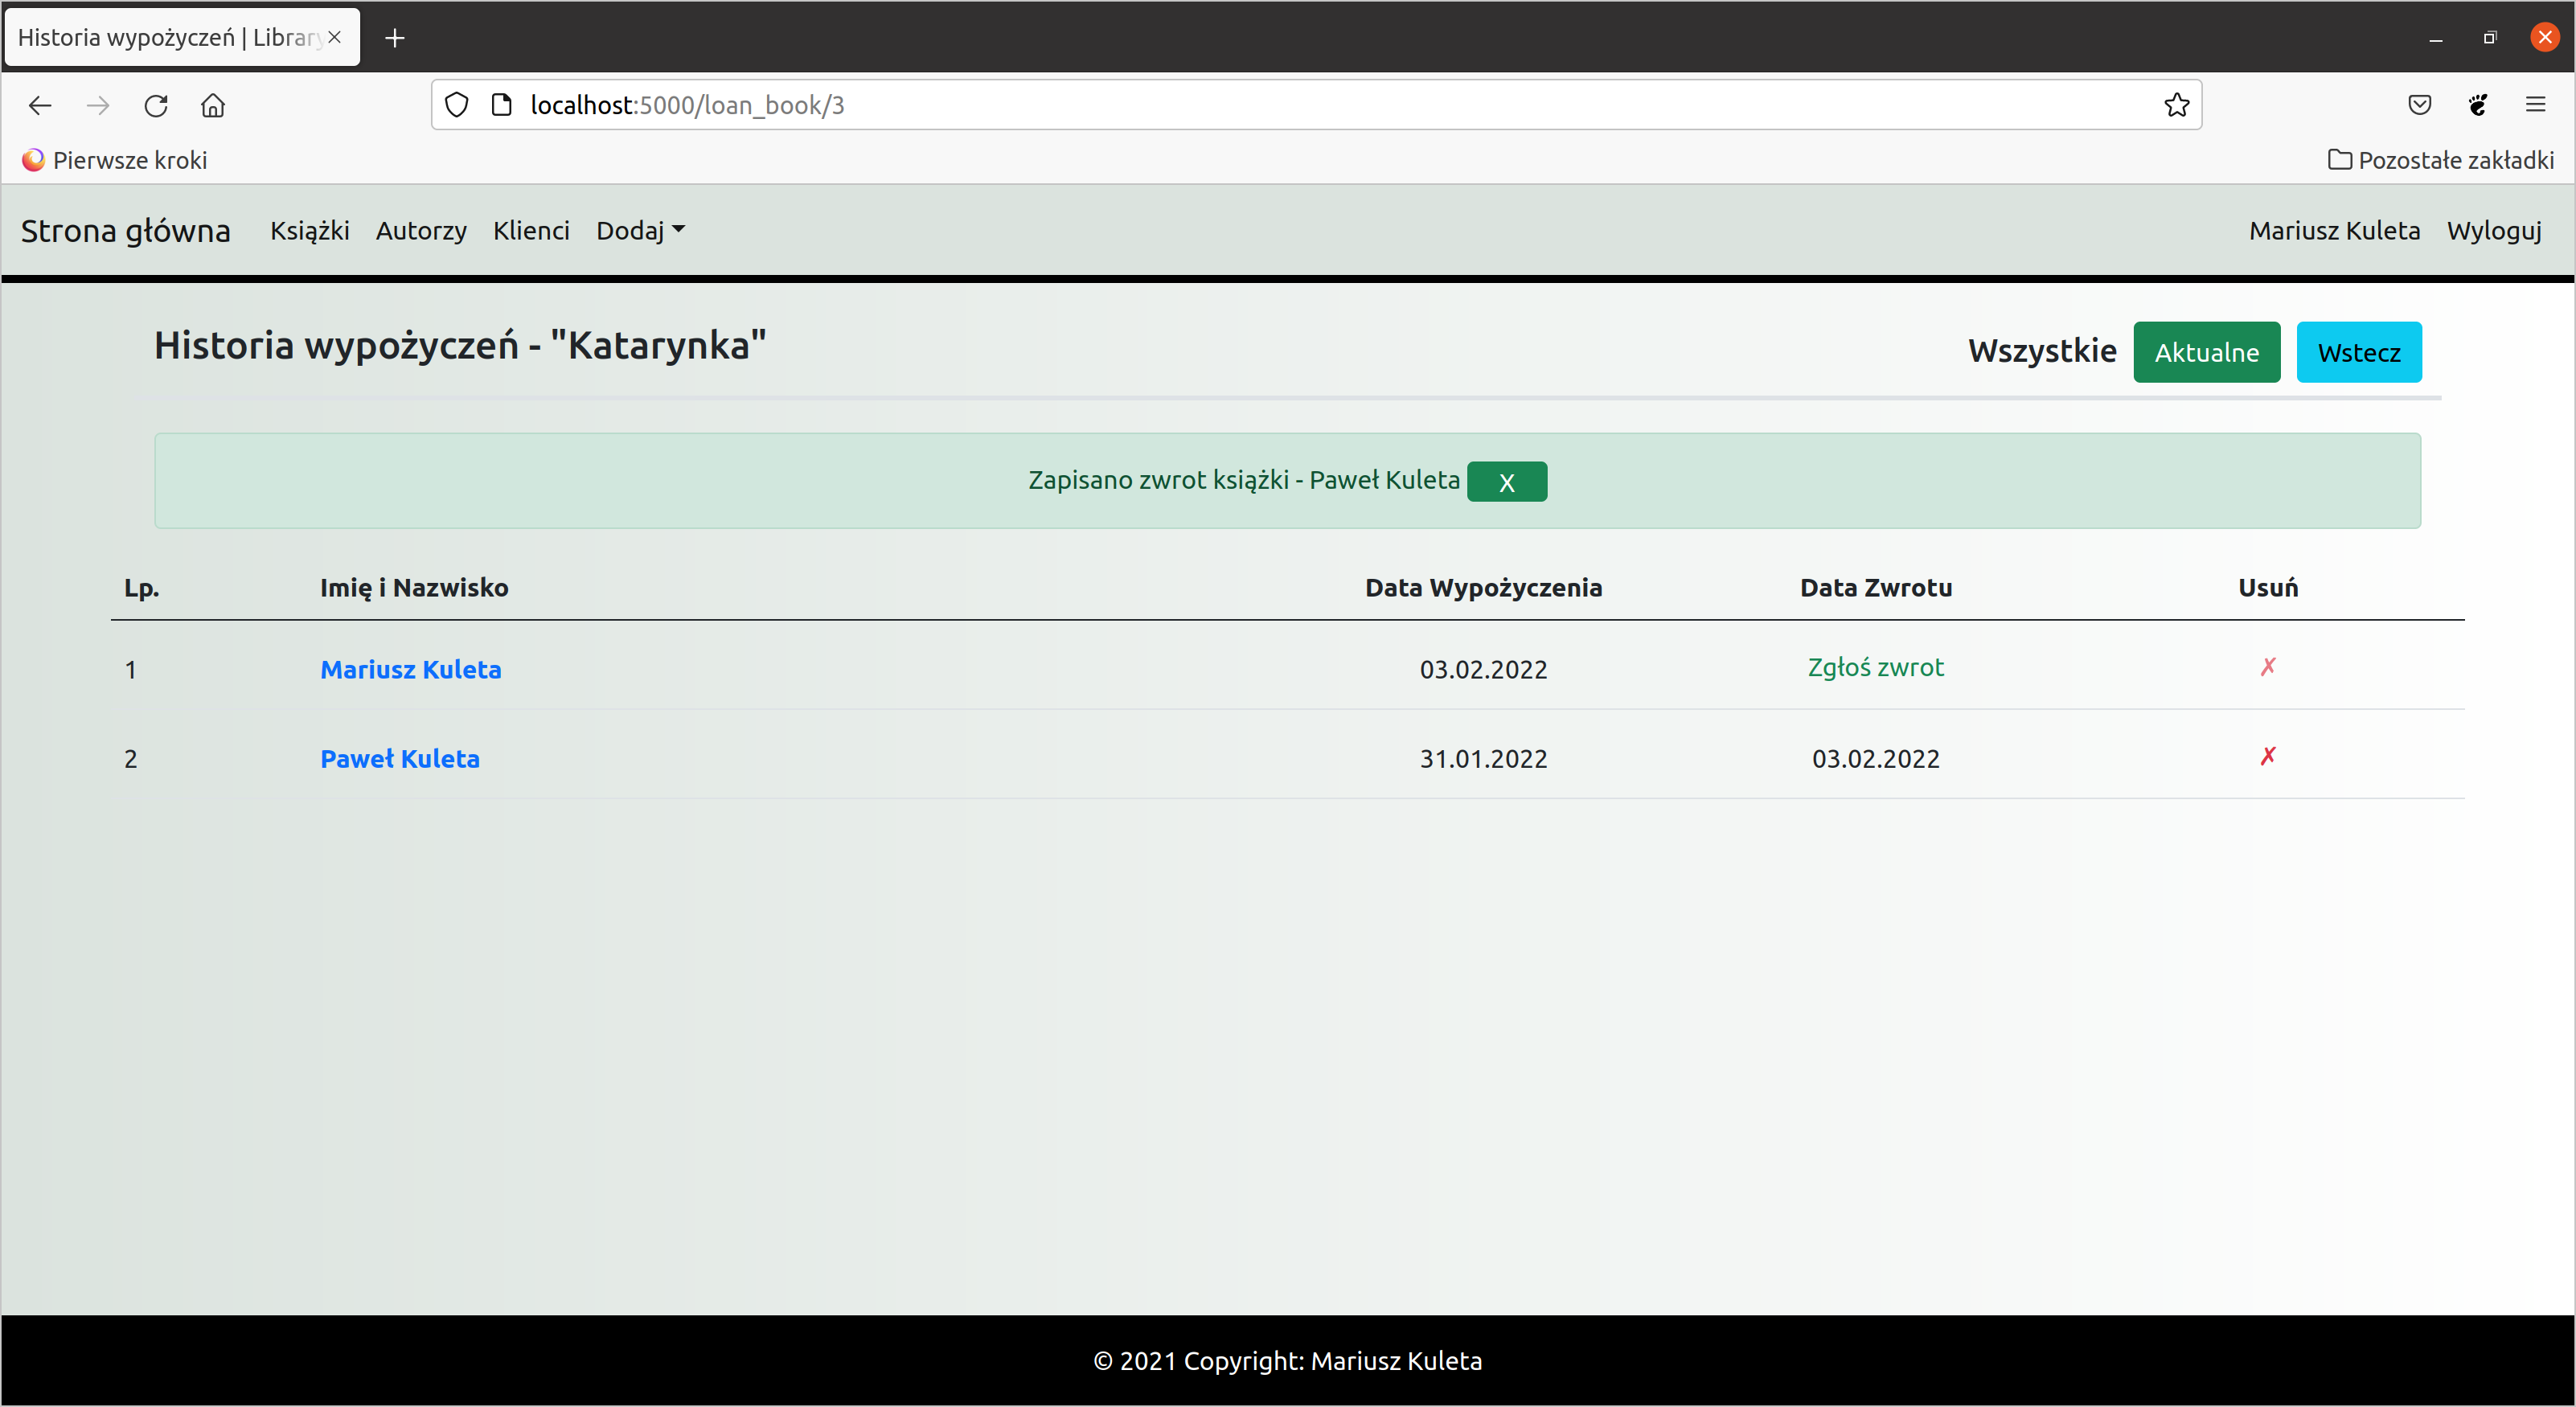 Historia wypożyczeń | Library
localhost:5000/loan_book/3
Pierwsze kroki Pozostałe zakładki
Strona główna Książki Autorzy Klienci Dodaj Mariusz Kuleta Wyloguj
Historia wypożyczeń - "Katarynka" Wszystkie Aktualne Wstecz
Zapisano zwrot książki - Paweł Kuleta X
Lp. Imię i Nazwisko Data Wypożyczenia Data Zwrotu Usuń
1 Mariusz Kuleta 03.02.2022 Zgłoś zwrot ✗
2 Paweł Kuleta 31.01.2022 03.02.2022 ✗
© 2021 Copyright: Mariusz Kuleta